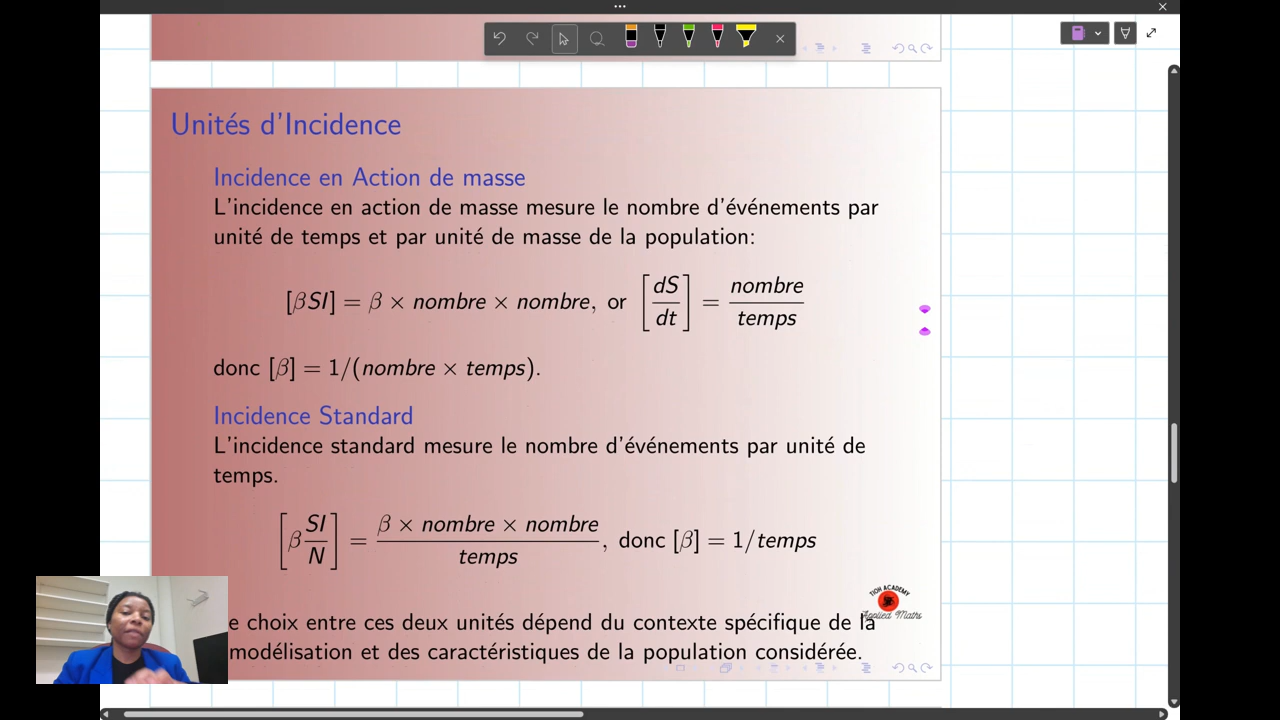 Unités d'Incidence
Incidence en Action de masse
L'incidence en action de masse mesure le nombre d'événements par
unité de temps et par unité de masse de la population:
[βSI] = β × nombre × nombre, or [dS/dt] = nombre/temps
donc [β] = 1/(nombre × temps).
Incidence Standard
L'incidence standard mesure le nombre d'événements par unité de
temps.
[β SI/N] = β × nombre × nombre/temps, donc [β] = 1/temps
TIOH ACADEMY
Applied Maths
e choix entre ces deux unités dépend du contexte spécifique de la
modélisation et des caractéristiques de la population considérée.